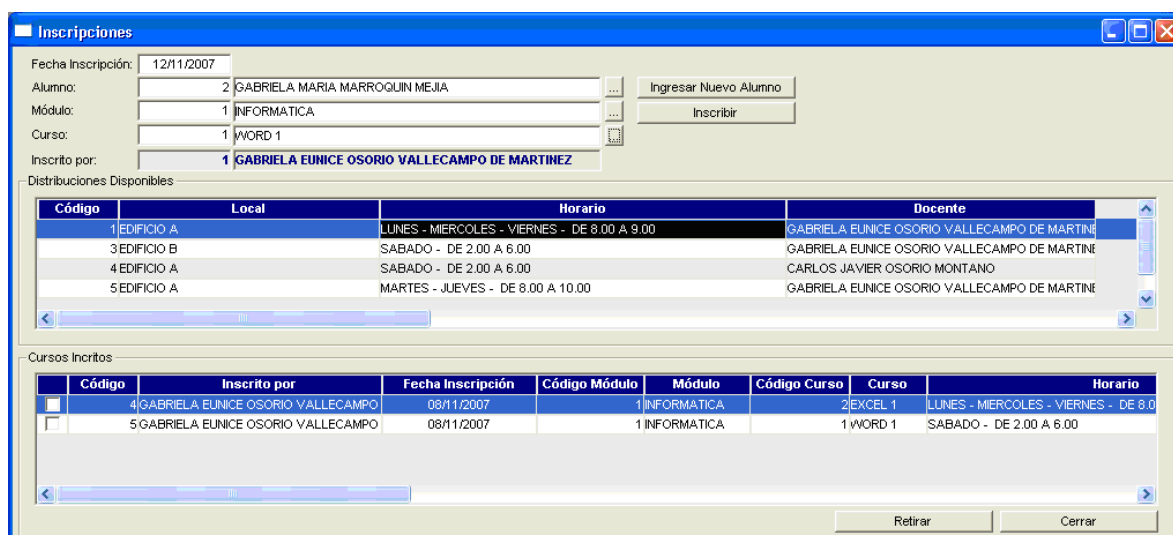 Inscripciones
Fecha Inscripción: 12/11/2007
Alumno: 2 GABRIELA MARIA MARROQUIN MEJIA ... Ingresar Nuevo Alumno
Módulo: 1 INFORMATICA ... Inscribir
Curso: 1 WORD 1 ...
Inscrito por: 1 GABRIELA EUNICE OSORIO VALLECAMPO DE MARTINEZ
Distribuciones Disponibles
Código Local Horario Docente
1 EDIFICIO A LUNES - MIERCOLES - VIERNES - DE 8.00 A 9.00 GABRIELA EUNICE OSORIO VALLECAMPO DE MARTINE
3 EDIFICIO B SABADO - DE 2.00 A 6.00 GABRIELA EUNICE OSORIO VALLECAMPO DE MARTINE
4 EDIFICIO A SABADO - DE 2.00 A 6.00 CARLOS JAVIER OSORIO MONTANO
5 EDIFICIO A MARTES - JUEVES - DE 8.00 A 10.00 GABRIELA EUNICE OSORIO VALLECAMPO DE MARTINE
Cursos Incritos
Código Inscrito por Fecha Inscripción Código Módulo Módulo Código Curso Curso Horario
4 GABRIELA EUNICE OSORIO VALLECAMPO 08/11/2007 1 INFORMATICA 2 EXCEL 1 LUNES - MIERCOLES - VIERNES - DE 8.0
5 GABRIELA EUNICE OSORIO VALLECAMPO 08/11/2007 1 INFORMATICA 1 WORD 1 SABADO - DE 2.00 A 6.00
Retirar Cerrar